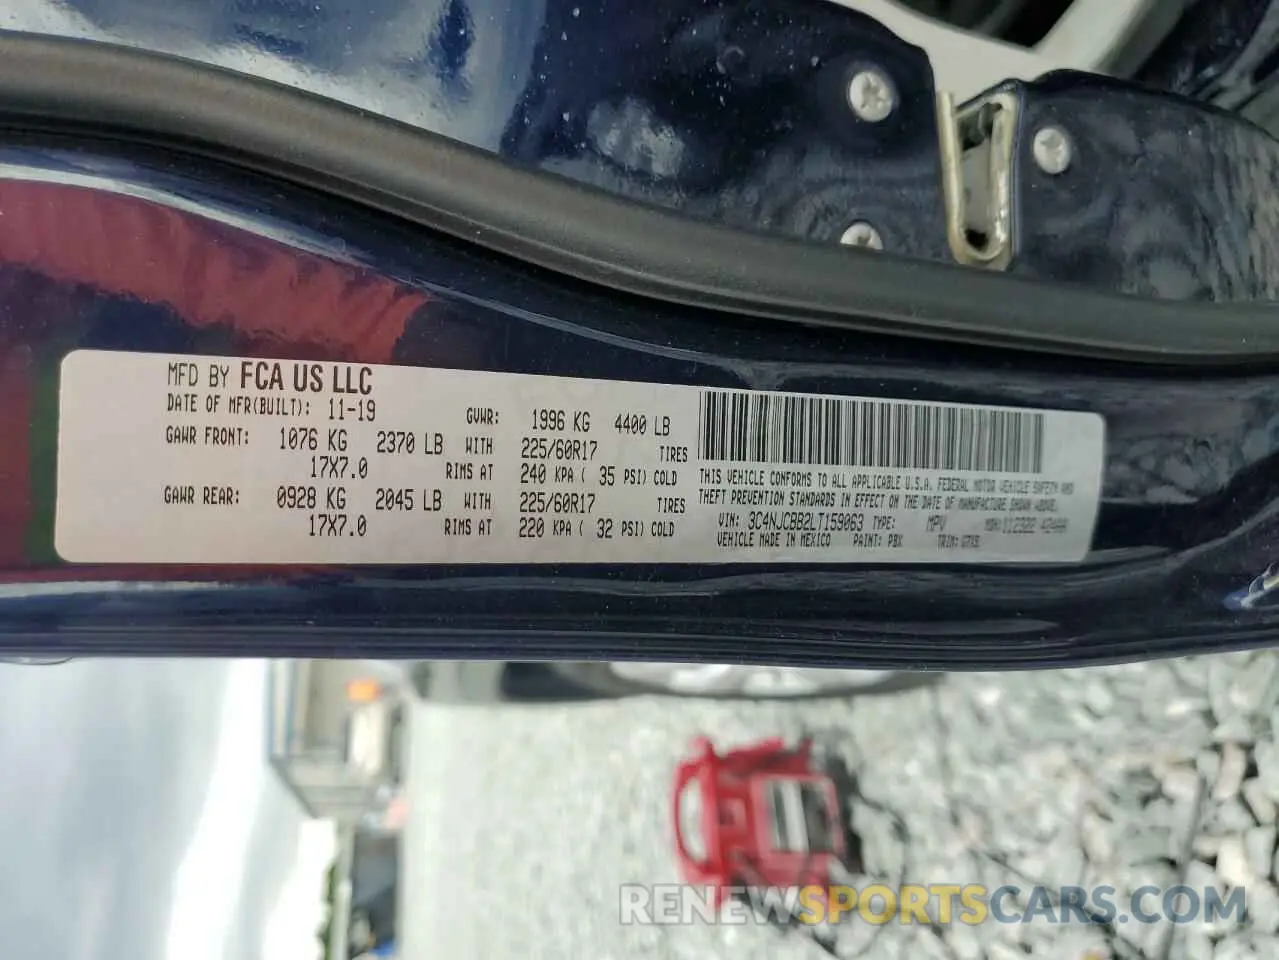 MFD BY FCA US LLC
DATE OF MFR(BUILT): 11-19 GVWR: 1996 KG 4400 LB
GAWR FRONT: 1076 KG 2370 LB WITH 225/60R17 TIRES
17X7.0 RIMS AT 240 KPA ( 35 PSI) COLD
GAWR REAR: 0928 KG 2045 LB WITH 225/60R17 TIRES
17X7.0 RIMS AT 220 KPA ( 32 PSI) COLD
THIS VEHICLE CONFORMS TO ALL APPLICABLE U.S.A. FEDERAL MOTOR VEHICLE SAFETY AND
THEFT PREVENTION STANDARDS IN EFFECT ON THE DATE OF MANUFACTURE SHOWN ABOVE.
VIN: 3C4NJCBB2LT159063 TYPE: MPV MDH:
VEHICLE MADE IN MEXICO PAINT: PBX TRIM:
RENEWSPORTSCARS.COM